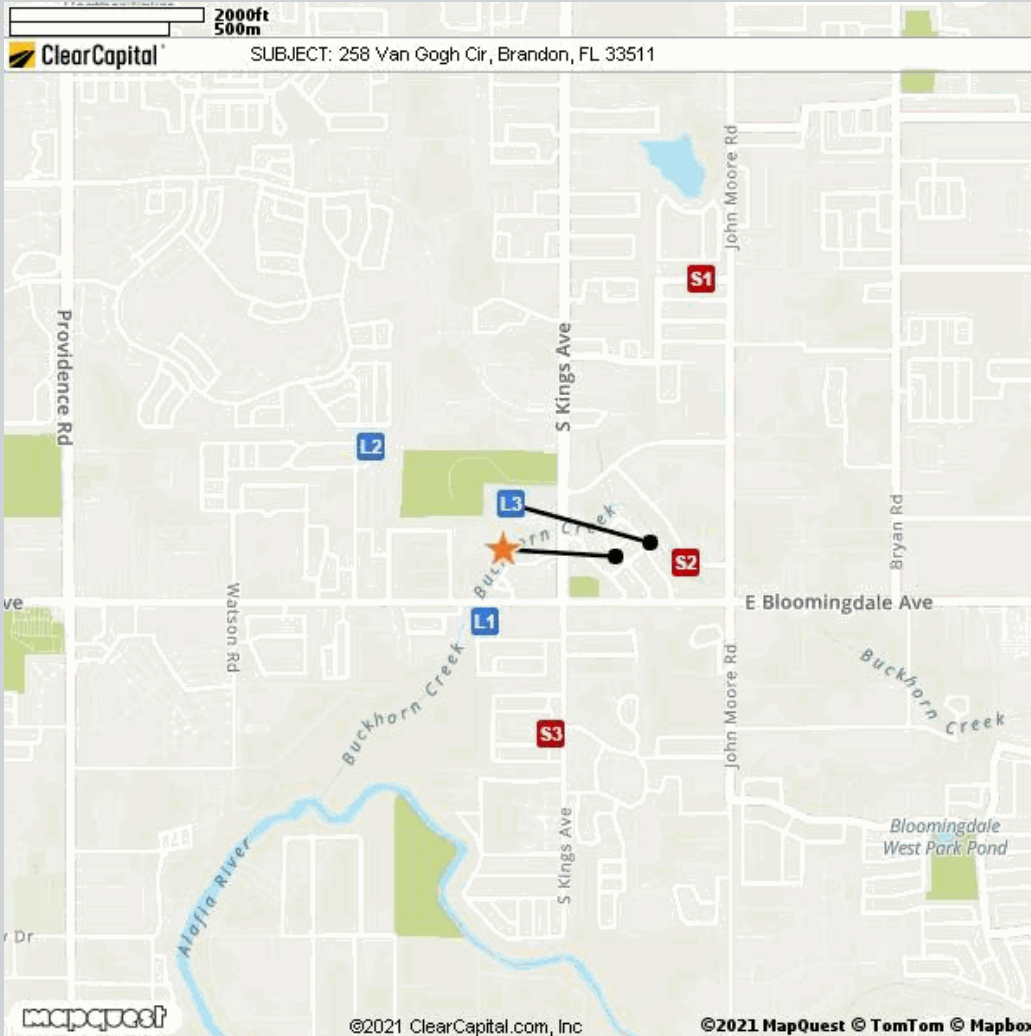 2000ft
500m
ClearCapital
SUBJECT: 258 Van Gogh Cir, Brandon, FL 33511
John Moore Rd
S1
Providence Rd
S Kings Ave
L2
L3
Buckhorn Creek
Bryan Rd
S2
ve
Watson Rd
L1
E Bloomingdale Ave
Buckhorn Creek
John Moore Rd
Buckhorn Creek
S3
S Kings Ave
Bloomingdale
West Park Pond
Alafia River
Dr
mapquest
©2021 ClearCapital.com, Inc
©2021 MapQuest © TomTom © Mapbox